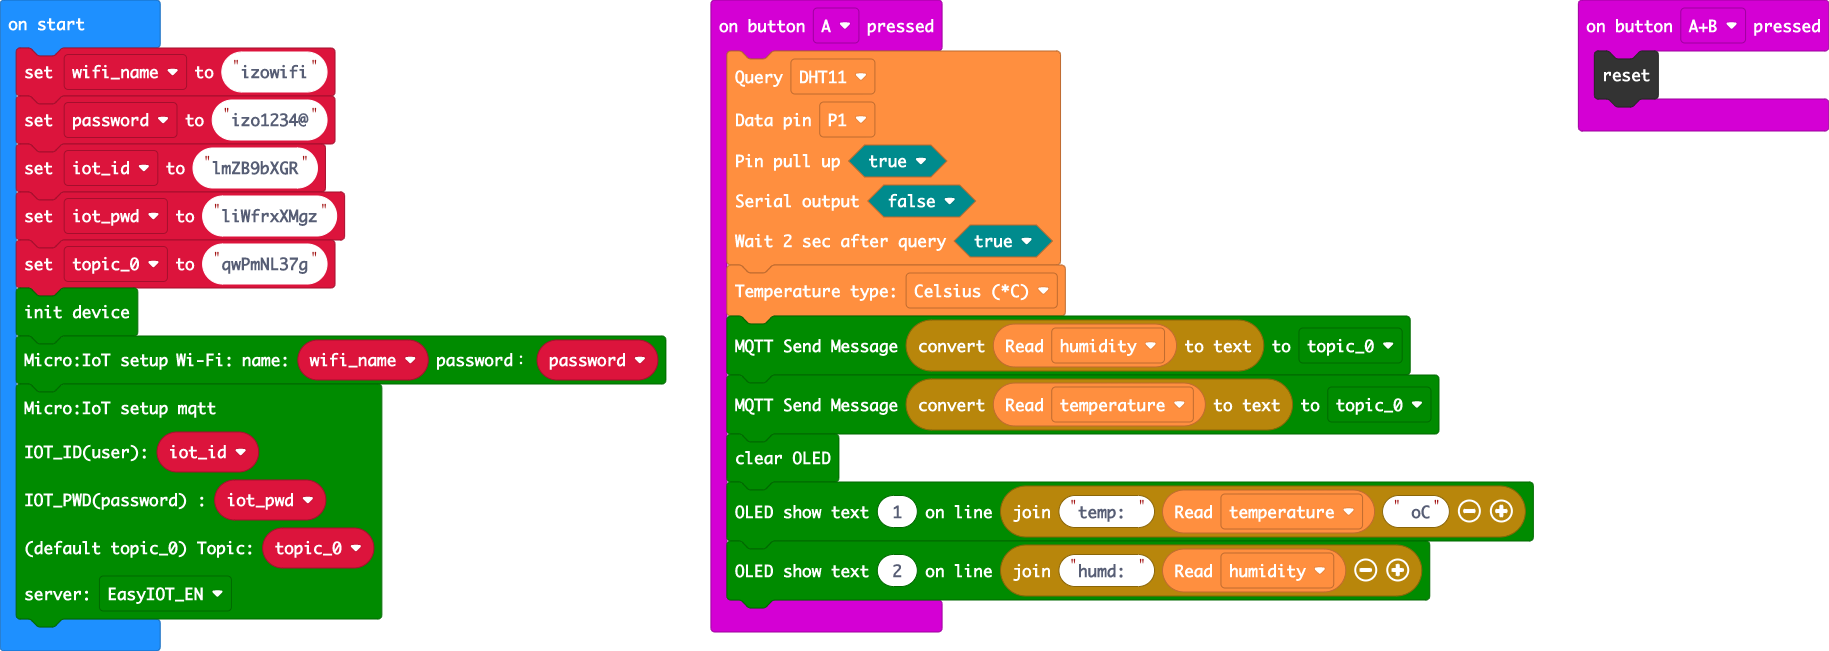 on start
set wifi_name to "izowifi"
set password to "izo1234@"
set iot_id to "lmZB9bXGR"
set iot_pwd to "liWfrxXMgz"
set topic_0 to "qwPmNL37g"
init device
Micro:IoT setup Wi-Fi: name: wifi_name password: password
Micro:IoT setup mqtt
IOT_ID(user): iot_id
IOT_PWD(password) : iot_pwd
(default topic_0) Topic: topic_0
server: EasyIOT_EN
on button A pressed
Query DHT11
Data pin P1
Pin pull up true
Serial output false
Wait 2 sec after query true
Temperature type: Celsius (*C)
MQTT Send Message convert Read humidity to text to topic_0
MQTT Send Message convert Read temperature to text to topic_0
clear OLED
OLED show text 1 on line join "temp: " Read temperature " oC"
OLED show text 2 on line join "humd: " Read humidity
on button A+B pressed
reset